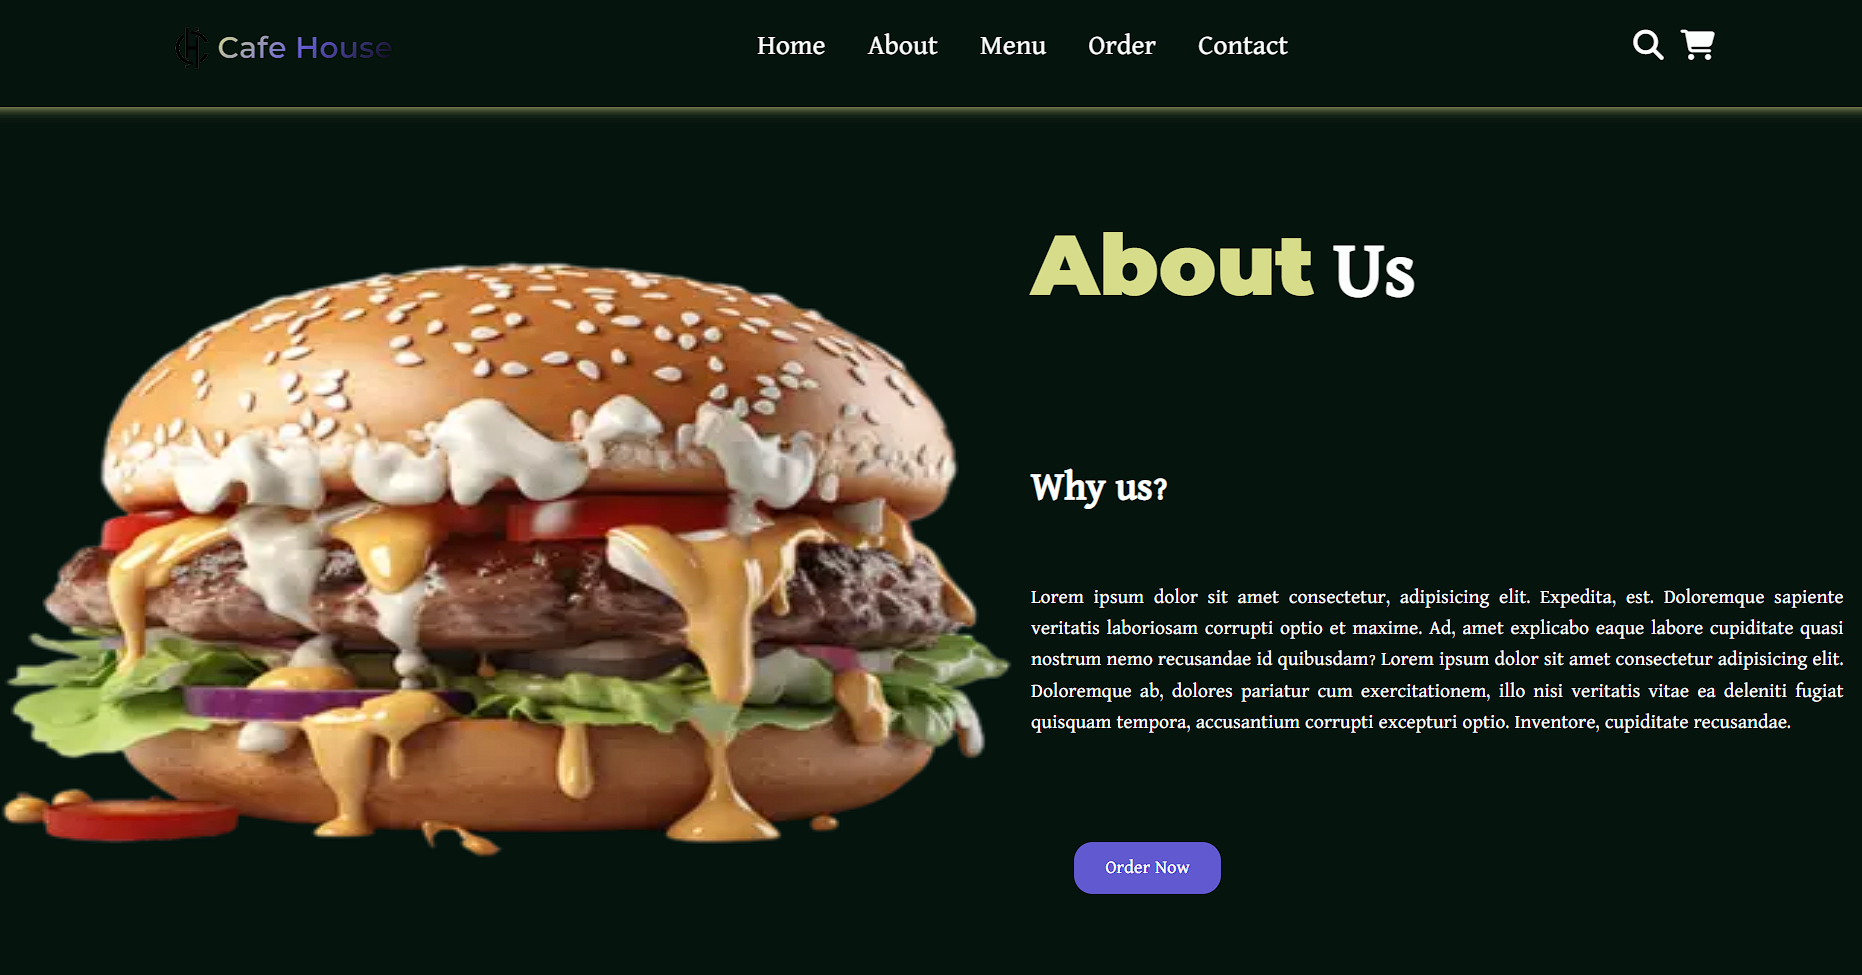 Cafe House
Home About Menu Order Contact
About Us
Why us?
Lorem ipsum dolor sit amet consectetur, adipisicing elit. Expedita, est. Doloremque sapiente
veritatis laboriosam corrupti optio et maxime. Ad, amet explicabo eaque labore cupiditate quasi
nostrum nemo recusandae id quibusdam? Lorem ipsum dolor sit amet consectetur adipisicing elit.
Doloremque ab, dolores pariatur cum exercitationem, illo nisi veritatis vitae ea deleniti fugiat
quisquam tempora, accusantium corrupti excepturi optio. Inventore, cupiditate recusandae.
Order Now